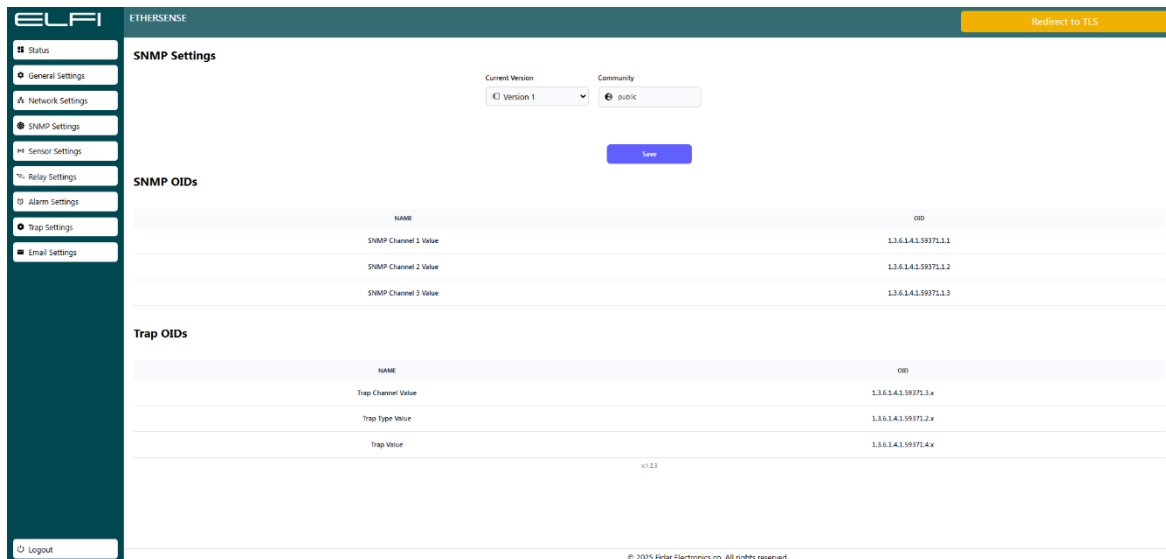 ELFI
ETHERSENSE
Redirect to TLS
Status
General Settings
Network Settings
SNMP Settings
Sensor Settings
Relay Settings
Alarm Settings
Trap Settings
Email Settings
Logout
SNMP Settings
Current Version Community
Version 1 public
Save
SNMP OIDs
NAME OID
SNMP Channel 1 Value 1.3.6.1.4.1.59371.1.1
SNMP Channel 2 Value 1.3.6.1.4.1.59371.1.2
SNMP Channel 3 Value 1.3.6.1.4.1.59371.1.3
Trap OIDs
NAME OID
Trap Channel Value 1.3.6.1.4.1.59371.3.x
Trap Type Value 1.3.6.1.4.1.59371.2.x
Trap Value 1.3.6.1.4.1.59371.4.x
© 2025 Fidar Electronics co. All rights reserved